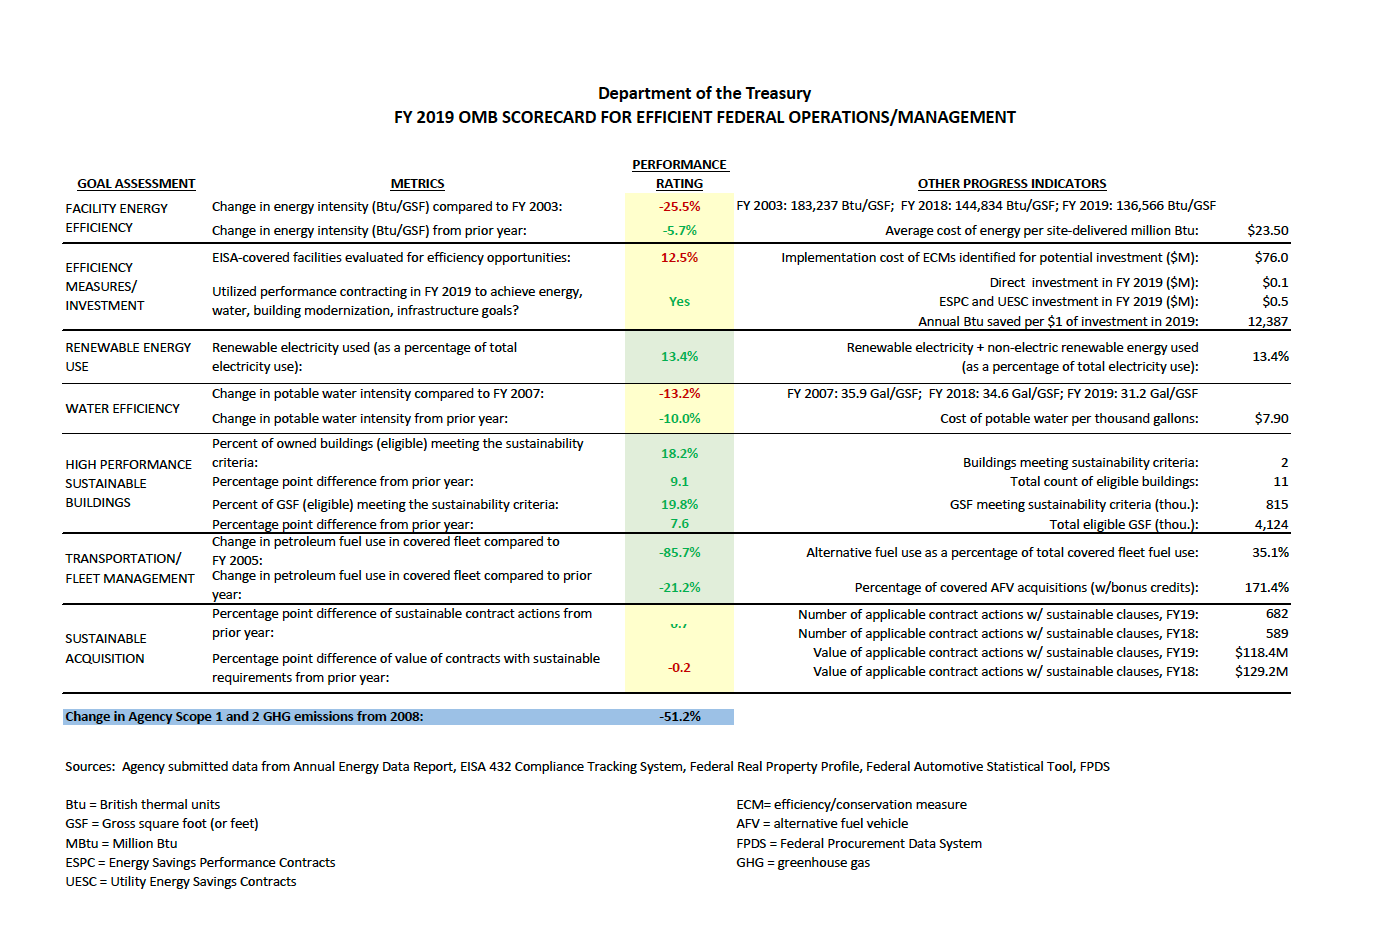 Department of the Treasury
FY 2019 OMB SCORECARD FOR EFFICIENT FEDERAL OPERATIONS/MANAGEMENT
GOAL ASSESSMENT METRICS PERFORMANCE RATING OTHER PROGRESS INDICATORS
FACILITY ENERGY EFFICIENCY
Change in energy intensity (Btu/GSF) compared to FY 2003: -25.5% FY 2003: 183,237 Btu/GSF; FY 2018: 144,834 Btu/GSF; FY 2019: 136,566 Btu/GSF
Change in energy intensity (Btu/GSF) from prior year: -5.7% Average cost of energy per site-delivered million Btu: $23.50
EFFICIENCY MEASURES/ INVESTMENT
EISA-covered facilities evaluated for efficiency opportunities: 12.5% Implementation cost of ECMs identified for potential investment ($M): $76.0
Utilized performance contracting in FY 2019 to achieve energy,
water, building modernization, infrastructure goals? Yes
Direct investment in FY 2019 ($M): $0.1
ESPC and UESC investment in FY 2019 ($M): $0.5
Annual Btu saved per $1 of investment in 2019: 12,387
RENEWABLE ENERGY USE
Renewable electricity used (as a percentage of total
electricity use): 13.4%
Renewable electricity + non-electric renewable energy used
(as a percentage of total electricity use): 13.4%
WATER EFFICIENCY
Change in potable water intensity compared to FY 2007: -13.2% FY 2007: 35.9 Gal/GSF; FY 2018: 34.6 Gal/GSF; FY 2019: 31.2 Gal/GSF
Change in potable water intensity from prior year: -10.0% Cost of potable water per thousand gallons: $7.90
HIGH PERFORMANCE SUSTAINABLE BUILDINGS
Percent of owned buildings (eligible) meeting the sustainability
criteria: 18.2% Buildings meeting sustainability criteria: 2
Percentage point difference from prior year: 9.1 Total count of eligible buildings: 11
Percent of GSF (eligible) meeting the sustainability criteria: 19.8% GSF meeting sustainability criteria (thou.): 815
Percentage point difference from prior year: 7.6 Total eligible GSF (thou.): 4,124
TRANSPORTATION/ FLEET MANAGEMENT
Change in petroleum fuel use in covered fleet compared to
FY 2005: -85.7% Alternative fuel use as a percentage of total covered fleet fuel use: 35.1%
Change in petroleum fuel use in covered fleet compared to prior
year: -21.2% Percentage of covered AFV acquisitions (w/bonus credits): 171.4%
SUSTAINABLE ACQUISITION
Percentage point difference of sustainable contract actions from
prior year:
Number of applicable contract actions w/ sustainable clauses, FY19: 682
Number of applicable contract actions w/ sustainable clauses, FY18: 589
Percentage point difference of value of contracts with sustainable
requirements from prior year: -0.2
Value of applicable contract actions w/ sustainable clauses, FY19: $118.4M
Value of applicable contract actions w/ sustainable clauses, FY18: $129.2M
Change in Agency Scope 1 and 2 GHG emissions from 2008: -51.2%
Sources: Agency submitted data from Annual Energy Data Report, EISA 432 Compliance Tracking System, Federal Real Property Profile, Federal Automotive Statistical Tool, FPDS
Btu = British thermal units
GSF = Gross square foot (or feet)
MBtu = Million Btu
ESPC = Energy Savings Performance Contracts
UESC = Utility Energy Savings Contracts
ECM= efficiency/conservation measure
AFV = alternative fuel vehicle
FPDS = Federal Procurement Data System
GHG = greenhouse gas